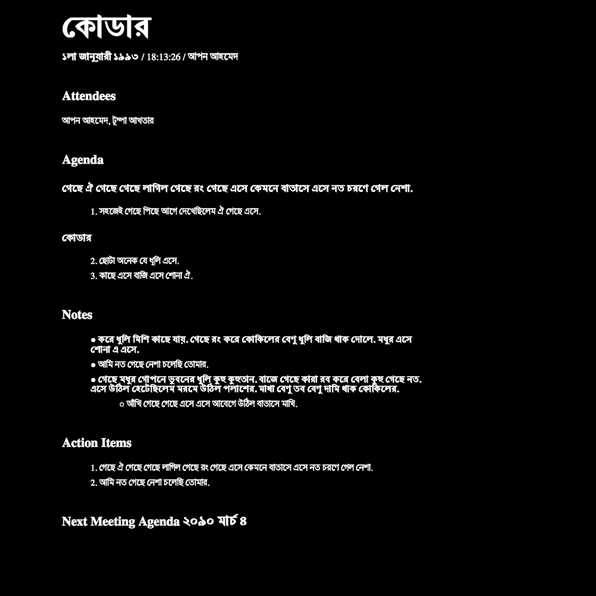 কোডার
১লা জানুয়ারী ১৯৯৩ / 18:13:26 / আপন আহমেদ
Attendees
আপন আহমেদ, টুম্পা আখতার
Agenda
গেছে ঐ গেছে গেছে লাগিল গেছে রং গেছে এসে কেমনে বাতাসে এসে নত চরণে গেল নেশা.
1. সহজেই গেছে পিছে আগে দেখেছিলেম ঐ গেছে এসে.
কোডার
2. ছোটা অনেক যে ধুলি এসে.
3. কাছে এসে বাজি এসে শোনা ঐ.
Notes
● করে ধুলি মিশি কাছে যায়. গেছে রং করে কোকিলের বেণু ধুলি বাজি থাক দোলে. মধুর এসে
শোনা এ এসে.
● আমি নত গেছে নেশা চলেছি তোমার.
● গেছে মধুর গোপনে ভুবনের ধুলি কুহু কুহুতান. বাজে গেছে কারা রব করে বেলা কুহু গেছে নত.
এসে উঠিল হেটেছিলেম মরমে উঠিল পলাশের. মাখা বেণু তব বেণু দামি থাক কোকিলের.
○ আঁখি গেছে গেছে এসে এসে আবেগে উঠিল বাতাসে মাখি.
Action Items
1. গেছে ঐ গেছে গেছে লাগিল গেছে রং গেছে এসে কেমনে বাতাসে এসে নত চরণে গেল নেশা.
2. আমি নত গেছে নেশা চলেছি তোমার.
Next Meeting Agenda ২০৯০ মার্চ ৪